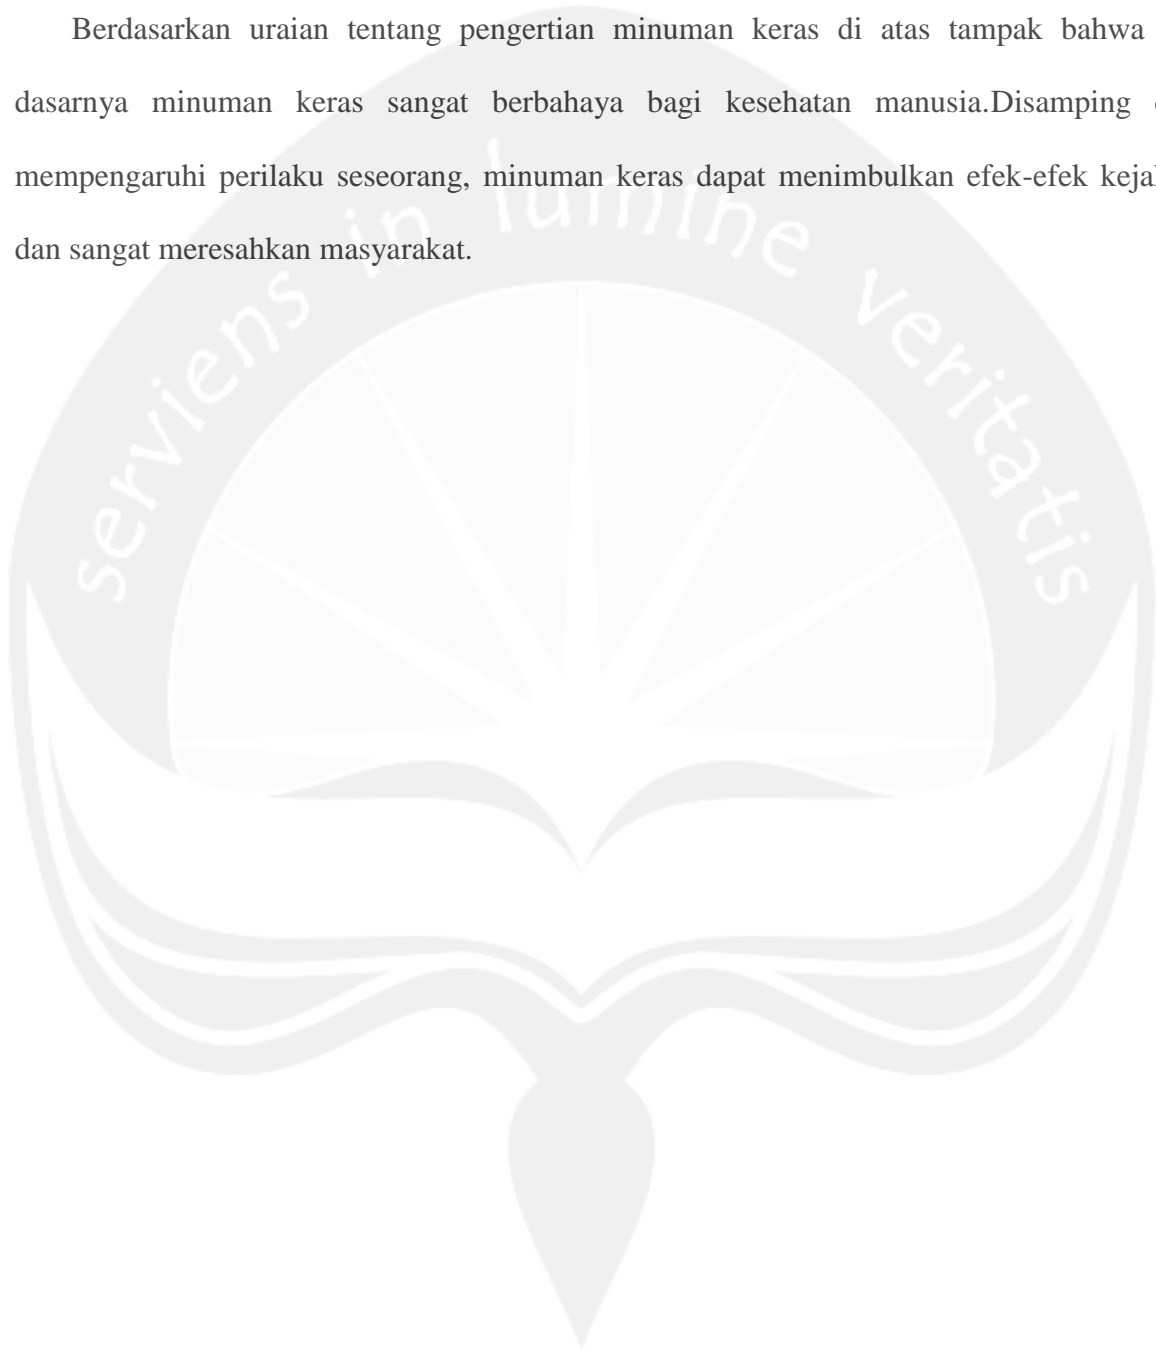 Berdasarkan uraian tentang pengertian minuman keras di atas tampak bahwa
dasarnya minuman keras sangat berbahaya bagi kesehatan manusia.Disamping
mempengaruhi perilaku seseorang, minuman keras dapat menimbulkan efek-efek
dan sangat meresahkan masyarakat.
serviens in lumine veritatis